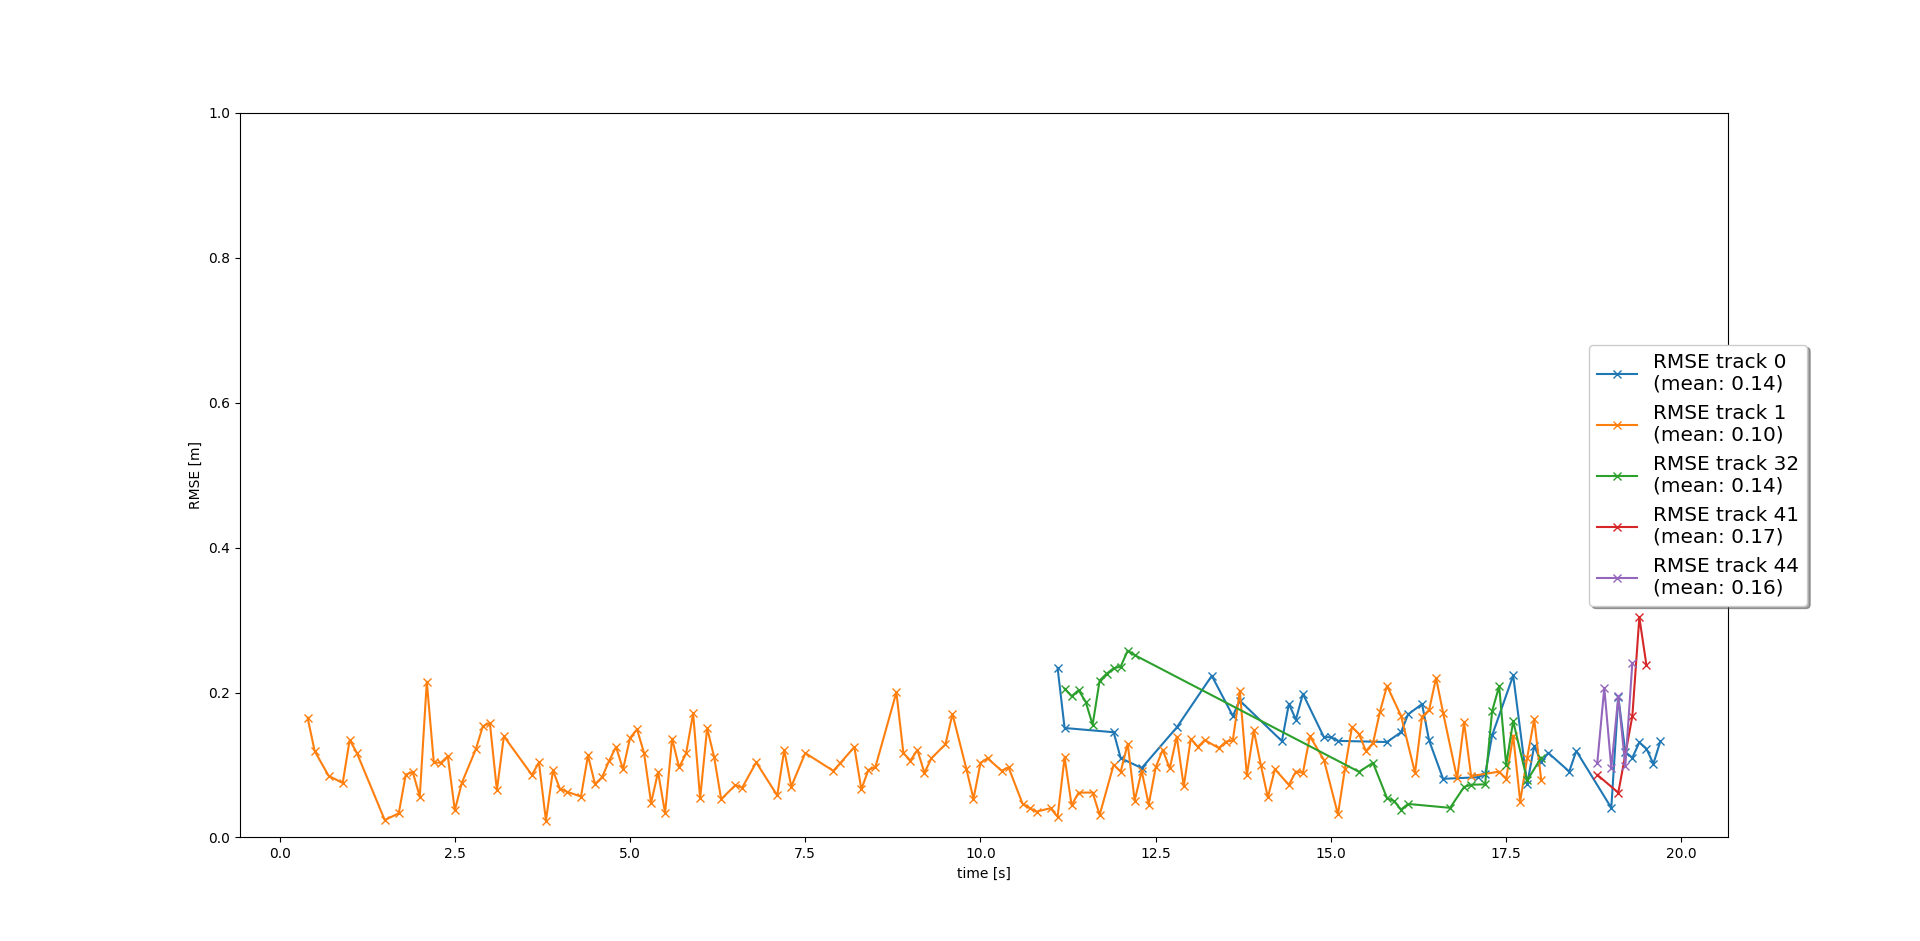 1.0
0.8
0.6
0.4
0.2
0.0
RMSE [m]
0.0 2.5 5.0 7.5 10.0 12.5 15.0 17.5 20.0
time [s]
RMSE track 0
(mean: 0.14)
RMSE track 1
(mean: 0.10)
RMSE track 32
(mean: 0.14)
RMSE track 41
(mean: 0.17)
RMSE track 44
(mean: 0.16)